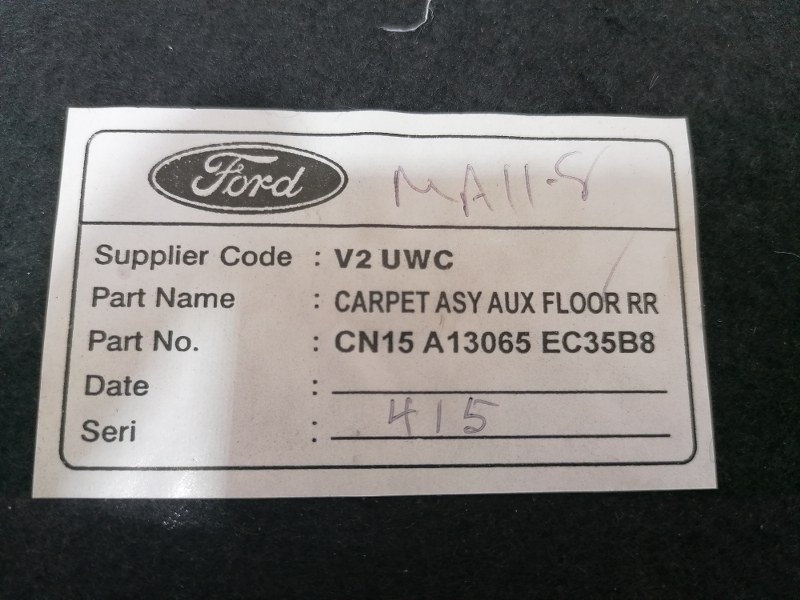 Ford MA11-8
Supplier Code : V2 UWC
Part Name : CARPET ASY AUX FLOOR RR
Part No. : CN15 A13065 EC35B8
Date :
Seri : 415